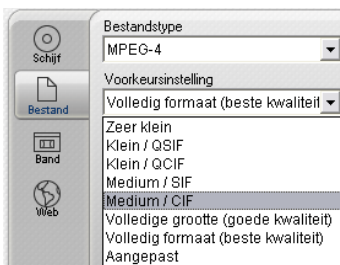 Bestandstype
MPEG-4
Schijf
Voorkeursinstelling
Bestand
Volledig formaat (beste kwaliteit
Zeer klein
Klein / QSIF
Klein / QCIF
Band
Medium / SIF
Medium / CIF
Web
Volledige grootte (goede kwaliteit)
Volledig formaat (beste kwaliteit)
Aangepast